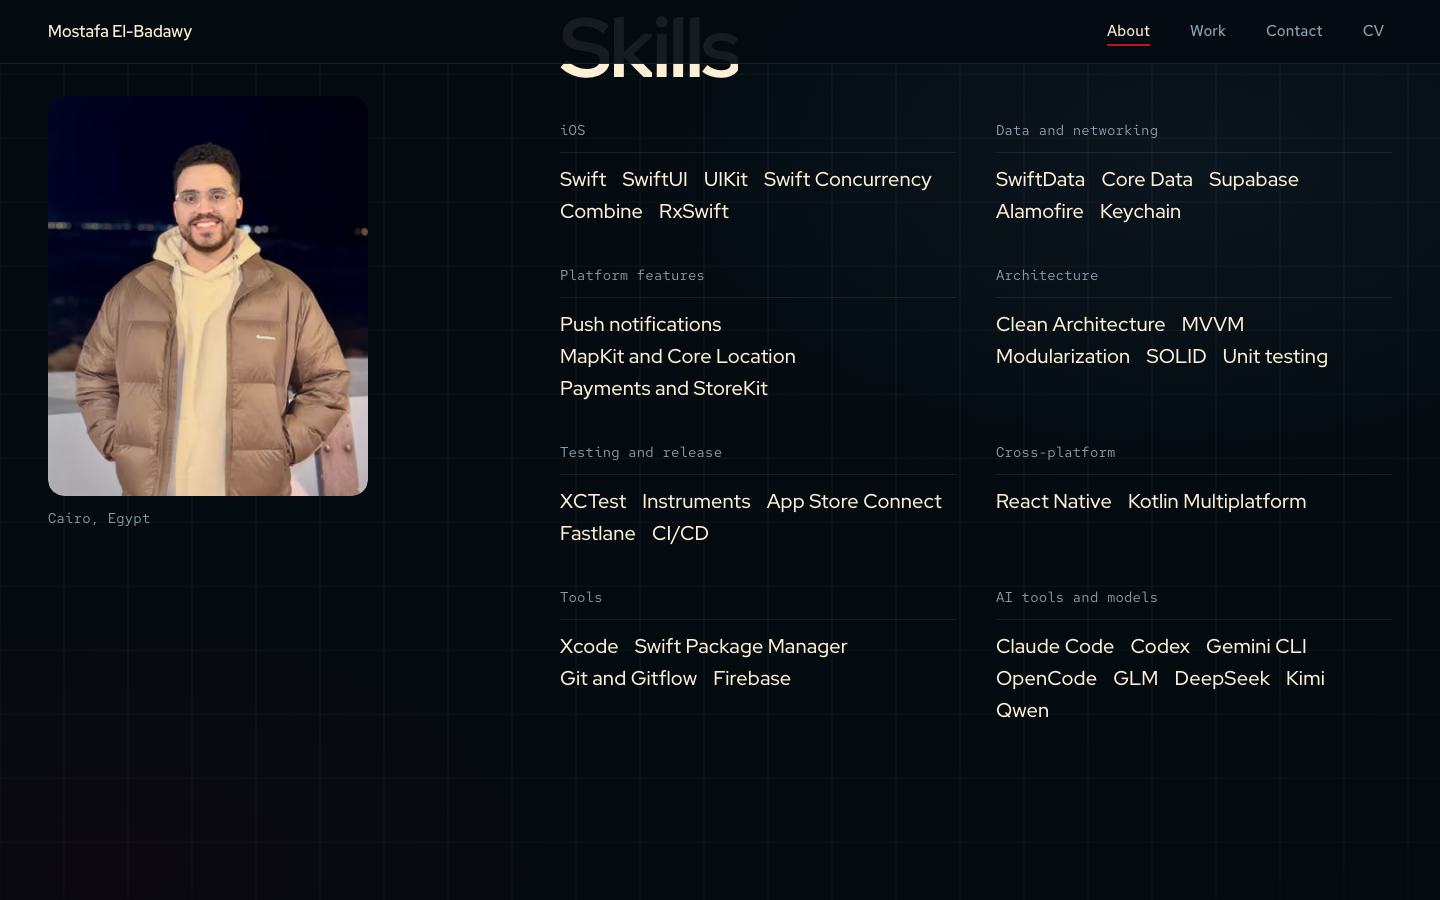 Mostafa El-Badawy
About
Work
Contact
CV
Skills
iOS
Swift SwiftUI UIKit Swift Concurrency
Combine RxSwift
Data and networking
SwiftData Core Data Supabase
Alamofire Keychain
Platform features
Push notifications
MapKit and Core Location
Payments and StoreKit
Architecture
Clean Architecture MVVM
Modularization SOLID Unit testing
Testing and release
XCTest Instruments App Store Connect
Fastlane CI/CD
Cross-platform
React Native Kotlin Multiplatform
Tools
Xcode Swift Package Manager
Git and Gitflow Firebase
AI tools and models
Claude Code Codex Gemini CLI
OpenCode GLM DeepSeek Kimi
Qwen
Cairo, Egypt